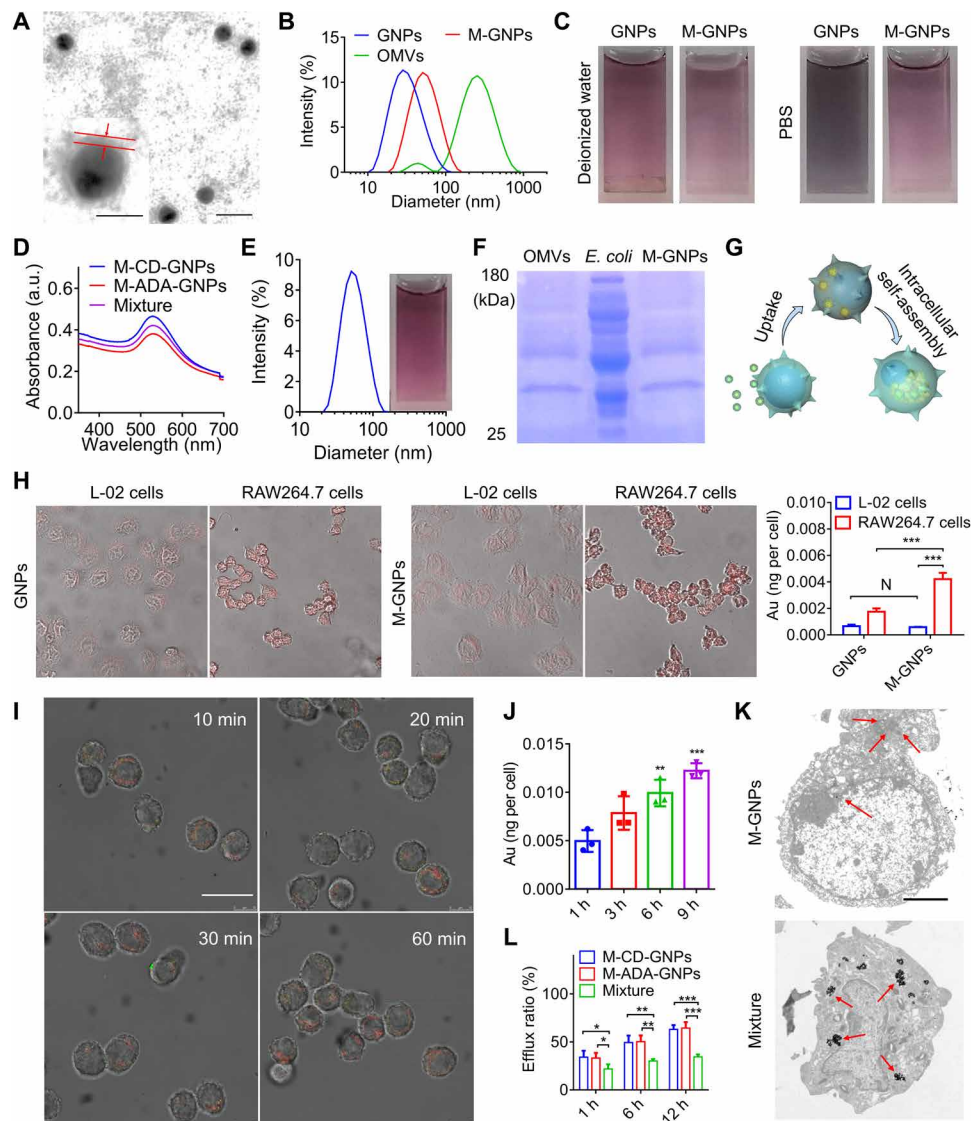 A
B
GNPs
M-GNPs
OMVs
Intensity (%)
15
10
5
0
10
100
1000
Diameter (nm)
C
GNPs
M-GNPs
GNPs
M-GNPs
Deionized water
PBS
D
M-CD-GNPs
M-ADA-GNPs
Mixture
Absorbance (a.u.)
0.6
0.4
0.2
0.0
400
500
600
700
Wavelength (nm)
E
Intensity (%)
10
8
6
4
2
0
10
100
1000
Diameter (nm)
F
OMVs
E. coli
M-GNPs
180
(kDa)
25
G
Uptake
Intracellular
self-assembly
H
L-02 cells
RAW264.7 cells
L-02 cells
RAW264.7 cells
GNPs
M-GNPs
Au (ng per cell)
0.010
0.008
0.006
0.004
0.002
0.000
L-02 cells
RAW264.7 cells
***
***
N
GNPs
M-GNPs
I
10 min
20 min
30 min
60 min
J
Au (ng per cell)
0.015
0.010
0.005
0.000
**
***
1 h
3 h
6 h
9 h
K
M-GNPs
Mixture
L
M-CD-GNPs
M-ADA-GNPs
Mixture
Efflux ratio (%)
100
50
0
*
*
**
**
***
***
1 h
6 h
12 h